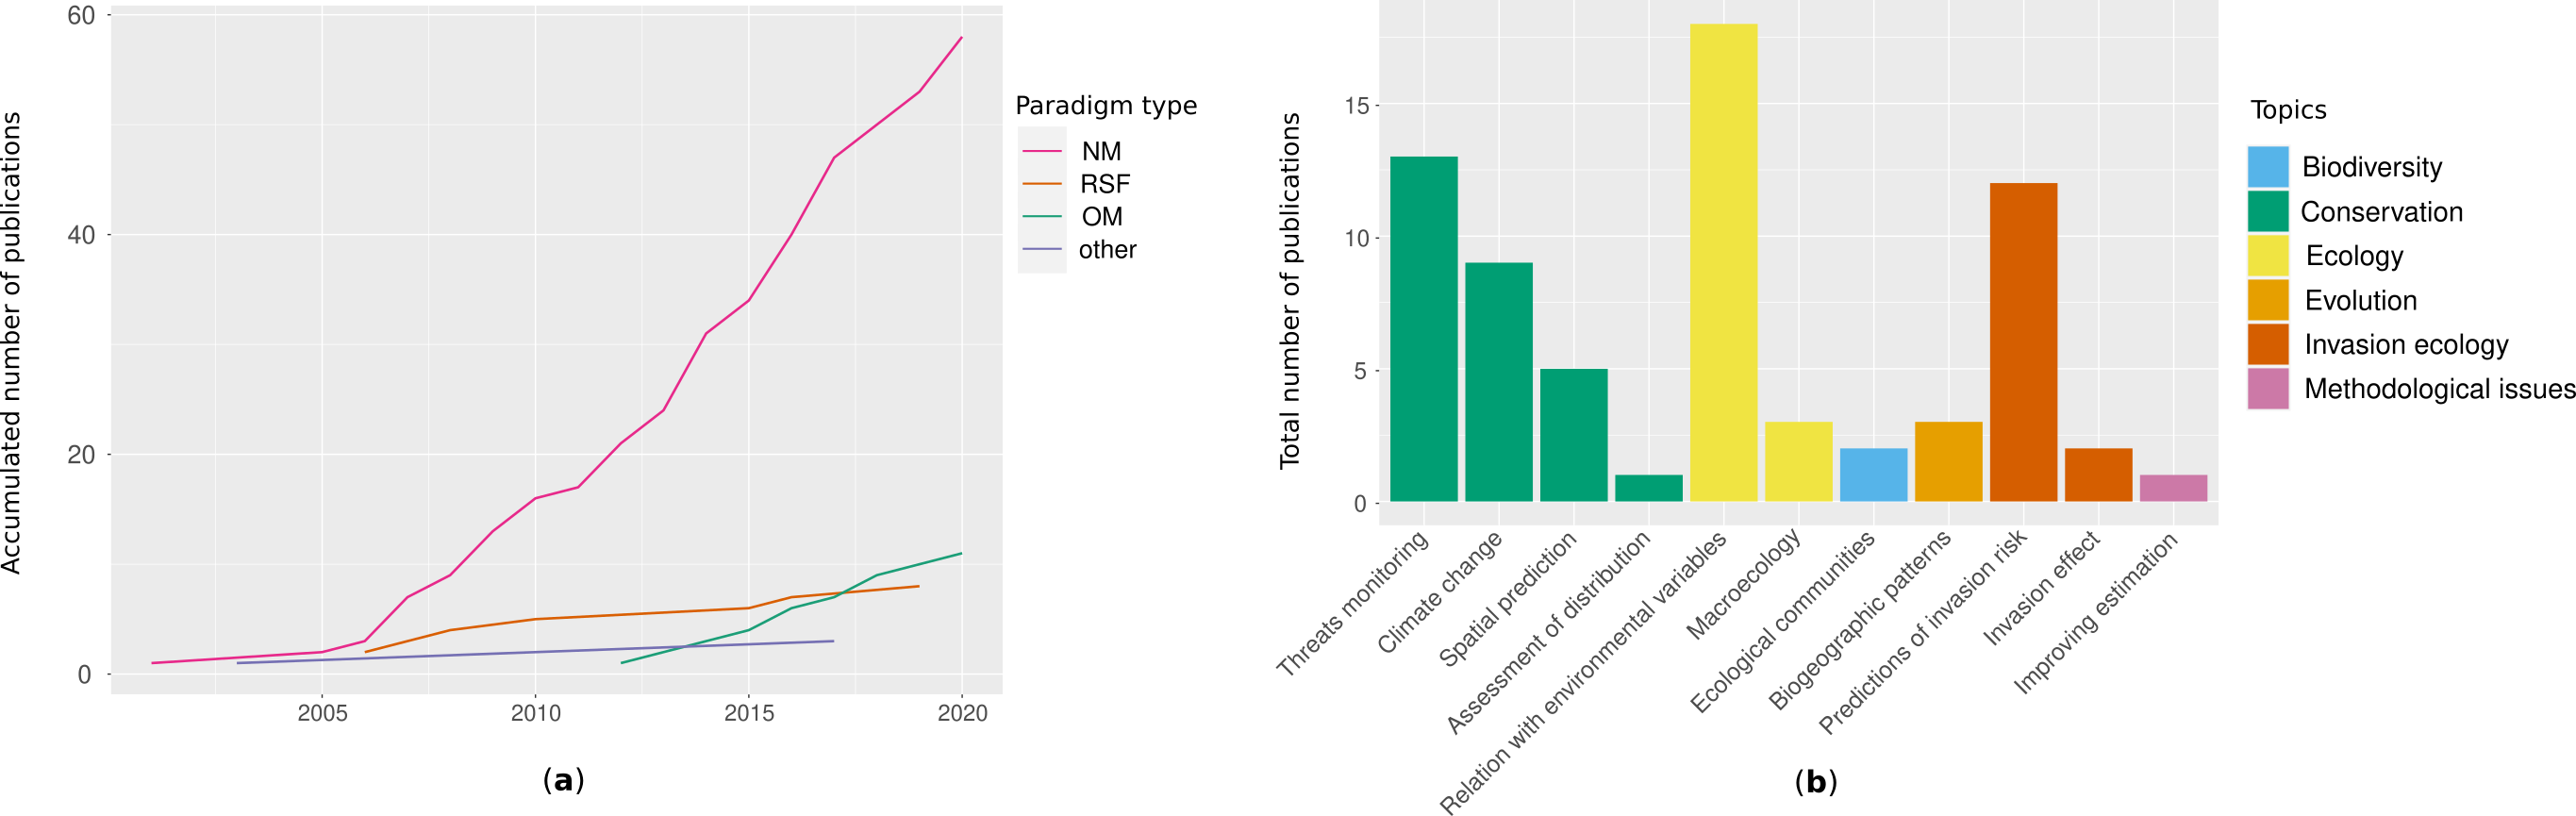 Accumulated number of publications
60
40
20
0
2005
2010
2015
2020
Paradigm type
NM
RSF
OM
other
(a)
Total number of publications
15
10
5
0
Threats monitoring
Climate change
Spatial prediction
Assessment of distribution
Relation with environmental variables
Macroecology
Ecological communities
Biogeographic patterns
Predictions of invasion risk
Invasion effect
Improving estimation
Topics
Biodiversity
Conservation
Ecology
Evolution
Invasion ecology
Methodological issues
(b)